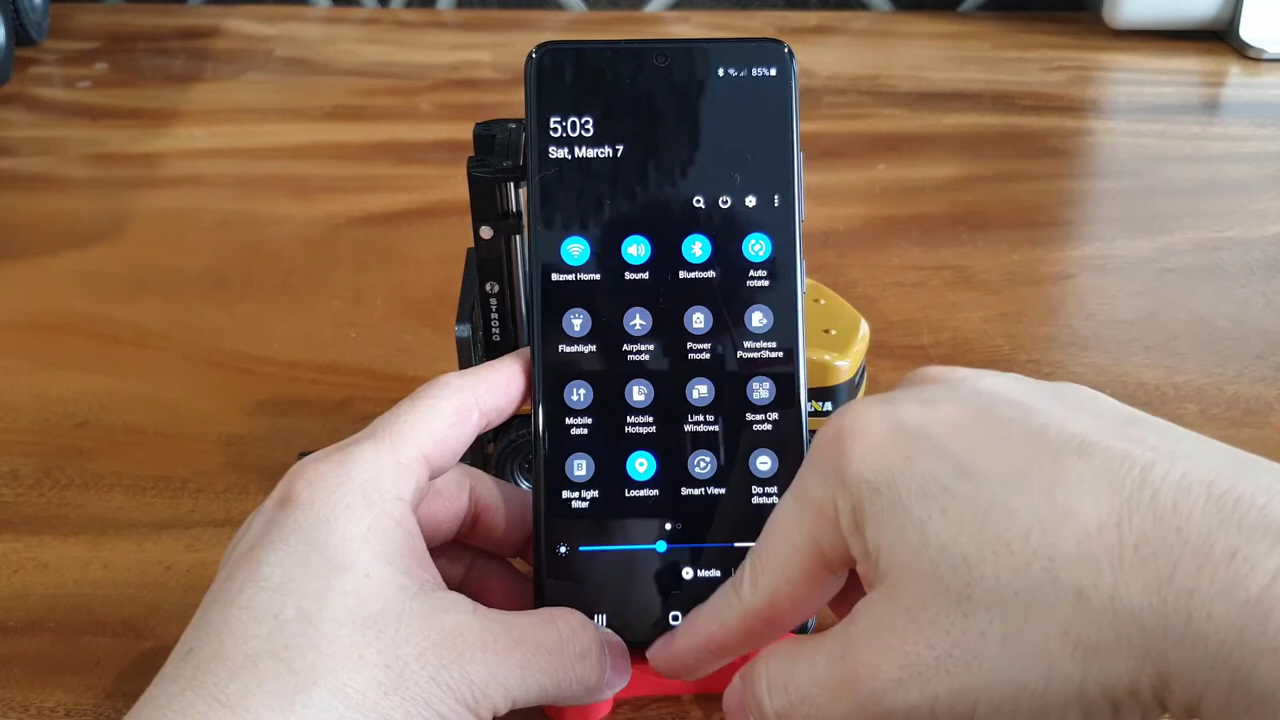 85%
5:03
Sat, March 7
Biznet Home
Sound
Bluetooth
Auto
rotate
Flashlight
Airplane
mode
Power
mode
Wireless
PowerShare
Mobile
data
Mobile
Hotspot
Link to
Windows
Scan QR
code
B
Blue light
filter
Location
Smart View
Do not
disturb
Media
STRONG